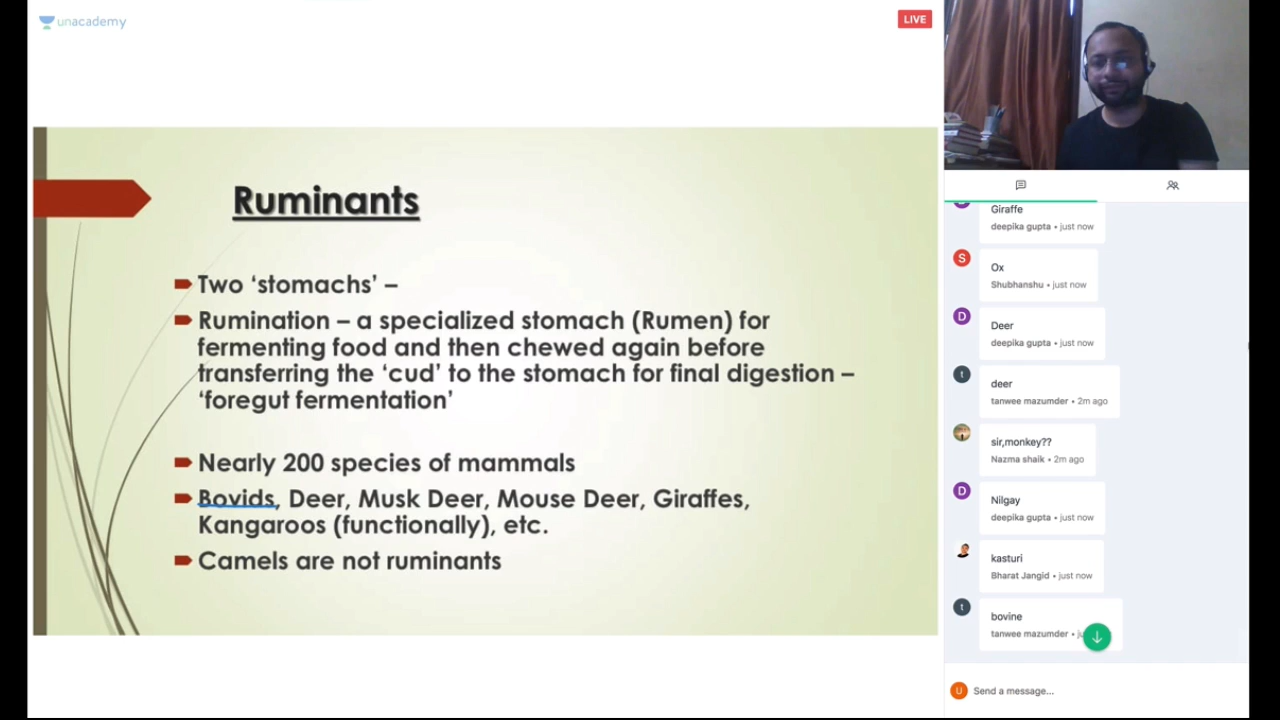 unacademy
LIVE
Ruminants
Two ‘stomachs’ –
Rumination – a specialized stomach (Rumen) for
fermenting food and then chewed again before
transferring the ‘cud’ to the stomach for final digestion –
‘foregut fermentation’
Nearly 200 species of mammals
Bovids, Deer, Musk Deer, Mouse Deer, Giraffes,
Kangaroos (functionally), etc.
Camels are not ruminants
Giraffe
deepika gupta • just now
S
Ox
Shubhanshu • just now
D
Deer
deepika gupta • just now
t
deer
tanwee mazumder • 2m ago
sir,monkey??
Nazma shaik • 2m ago
D
Nilgay
deepika gupta • just now
kasturi
Bharat Jangid • just now
t
bovine
tanwee mazumder •
U
Send a message...